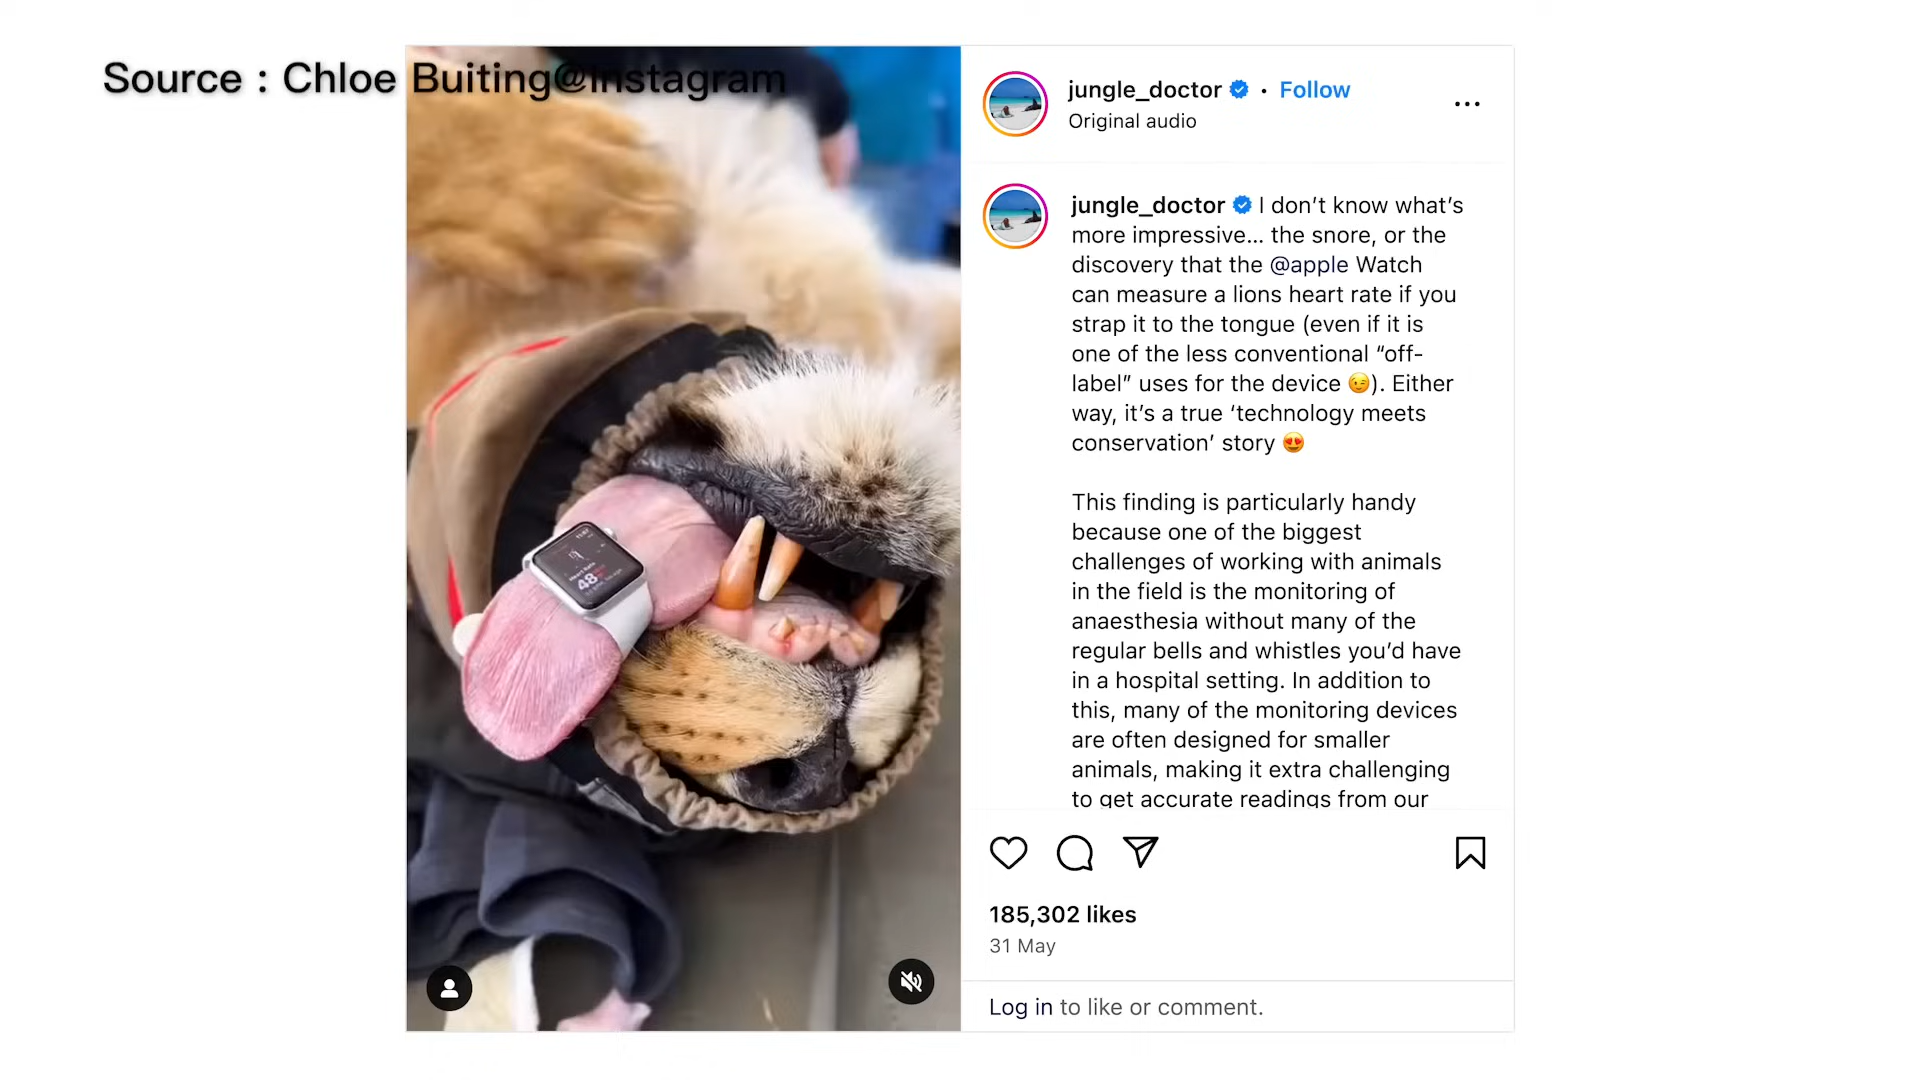 Source : Chloe Buiting@Instagram
jungle_doctor • Follow
Original audio
jungle_doctor I don’t know what’s
more impressive... the snore, or the
discovery that the @apple Watch
can measure a lions heart rate if you
strap it to the tongue (even if it is
one of the less conventional “off-
label” uses for the device 😉). Either
way, it’s a true ‘technology meets
conservation’ story 😍
This finding is particularly handy
because one of the biggest
challenges of working with animals
in the field is the monitoring of
anaesthesia without many of the
regular bells and whistles you’d have
in a hospital setting. In addition to
this, many of the monitoring devices
are often designed for smaller
animals, making it extra challenging
to get accurate readings from our
185,302 likes
31 May
Log in to like or comment.
Heart Rate
48